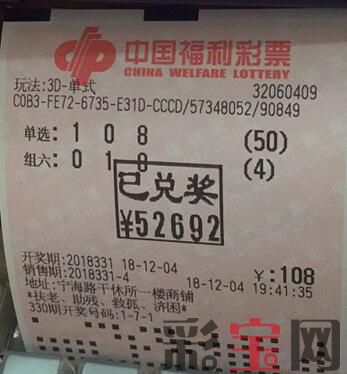 中国福利彩票
CHINA WELFARE LOTTERY
玩法:3D-单式
32060409
C0B3-FE72-6735-E31D-CCCD/57348052/90849
单选: 1 0 8 (50)
组六: 0 1 8 (4)
已兑奖
¥52692
开奖期:2018331 18-12-04 ¥:108
销售期:2018331-4 18-12-04 19:41:35
地址:宁海路干休所一楼商铺
*扶老、助残、救孤、济困*
330期开奖号码:1-7-1
彩宝网